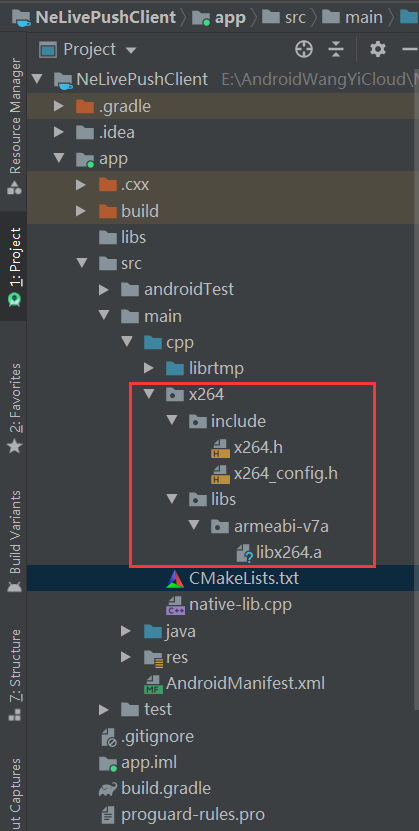 NeLivePushClient app src main
Project
NeLivePushClient E:\AndroidWangYiCloud\
.gradle
.idea
app
.cxx
build
libs
src
androidTest
main
cpp
librtmp
x264
include
x264.h
x264_config.h
libs
armeabi-v7a
libx264.a
CMakeLists.txt
native-lib.cpp
java
res
AndroidManifest.xml
test
.gitignore
app.iml
build.gradle
proguard-rules.pro
Resource Manager
1: Project
2: Favorites
Build Variants
7: Structure
ut Captures
H
H
?
C++
MF